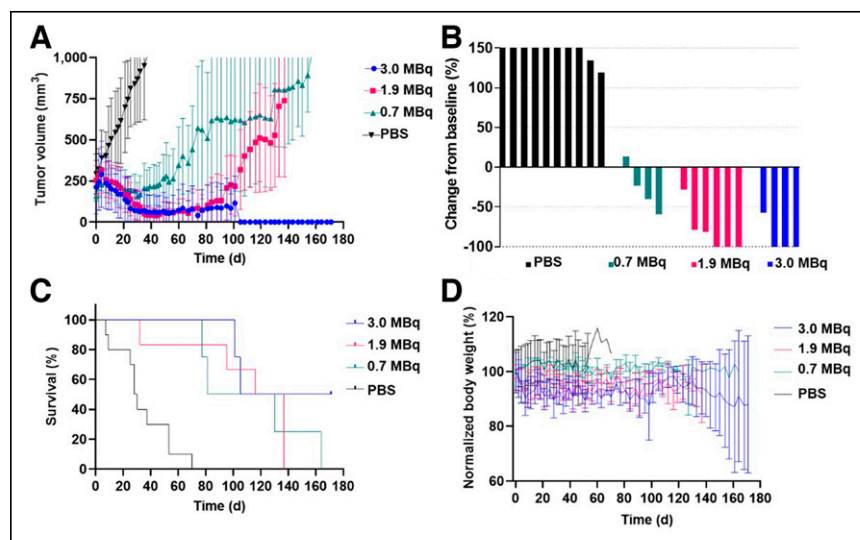 A
Tumor volume (mm³)
1,000
750
500
250
0
0 20 40 60 80 100 120 140 160 180
Time (d)
3.0 MBq
1.9 MBq
0.7 MBq
PBS
B
Change from baseline (%)
150
100
50
0
-50
-100
PBS 0.7 MBq 1.9 MBq 3.0 MBq
C
Survival (%)
100
80
60
40
20
0
0 20 40 60 80 100 120 140 160 180
Time (d)
3.0 MBq
1.9 MBq
0.7 MBq
PBS
D
Normalized body weight (%)
120
100
80
60
0 20 40 60 80 100 120 140 160 180
Time (d)
3.0 MBq
1.9 MBq
0.7 MBq
PBS